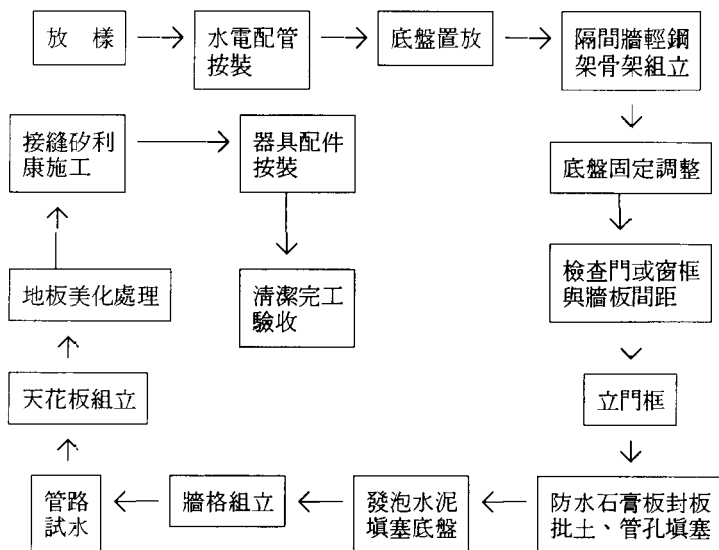 放 樣
水電配管
按裝
底盤置放
隔間牆輕鋼
架骨架組立
底盤固定調整
檢查門或窗框
與牆板間距
立門框
防水石膏板封板
批土、管孔填塞
發泡水泥
填塞底盤
牆格組立
管路
試水
天花板組立
地板美化處理
接縫矽利
康施工
器具配件
按裝
清潔完工
驗收